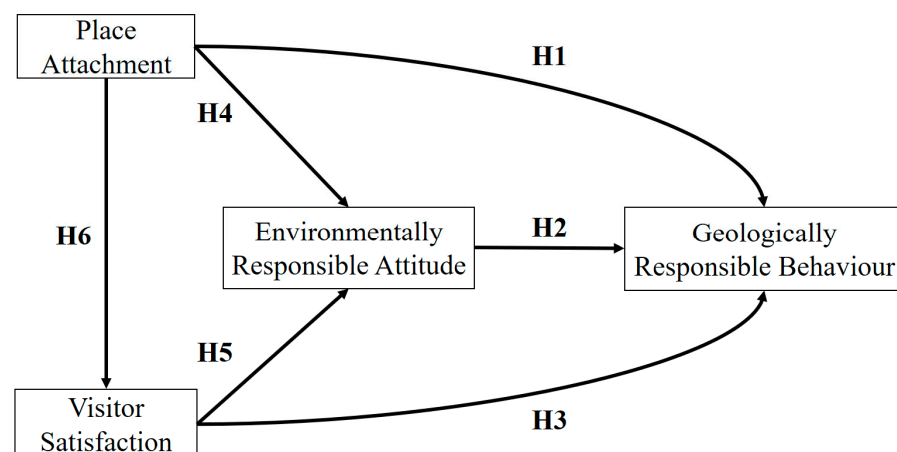 Place
Attachment
H1
H4
H6
Environmentally
Responsible Attitude
H2
Geologically
Responsible Behaviour
H5
Visitor
Satisfaction
H3